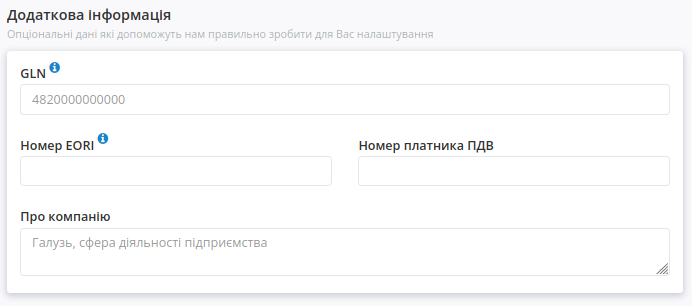 Додаткова інформація
Опціональні дані які допоможуть нам правильно зробити для Вас налаштування
GLN
4820000000000
Номер EORI
Номер платника ПДВ
Про компанію
Галузь, сфера діяльності підприємства